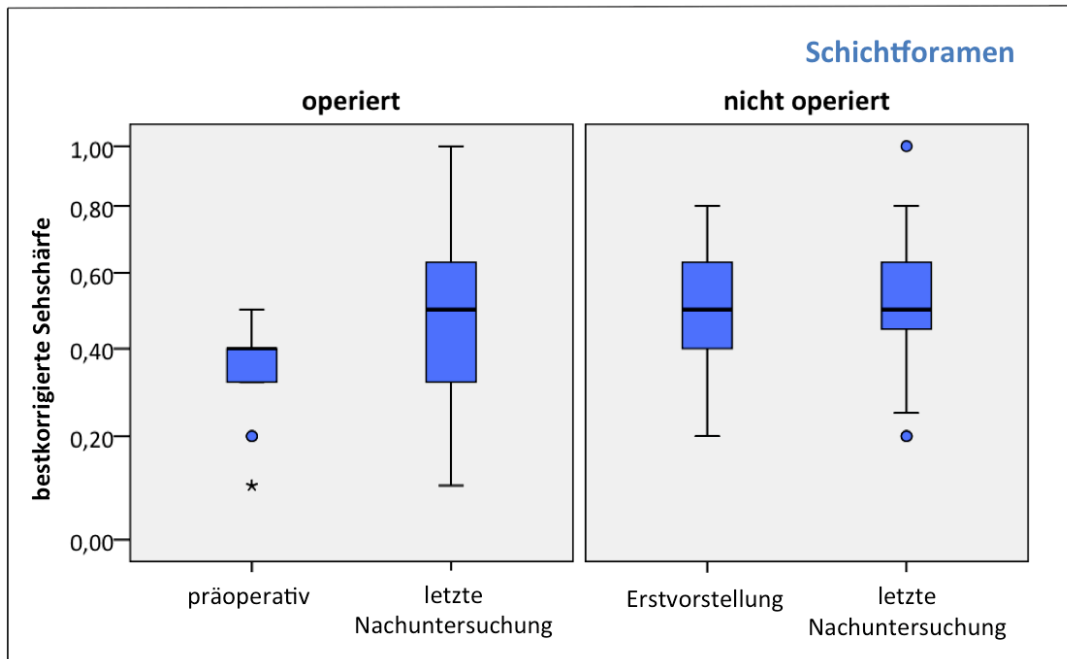 Schichtforamen
operiert
nicht operiert
bestkorrigierte Sehschärfe
1,00
0,80
0,60
0,40
0,20
0,00
präoperativ
letzte
Nachuntersuchung
Erstvorstellung
letzte
Nachuntersuchung